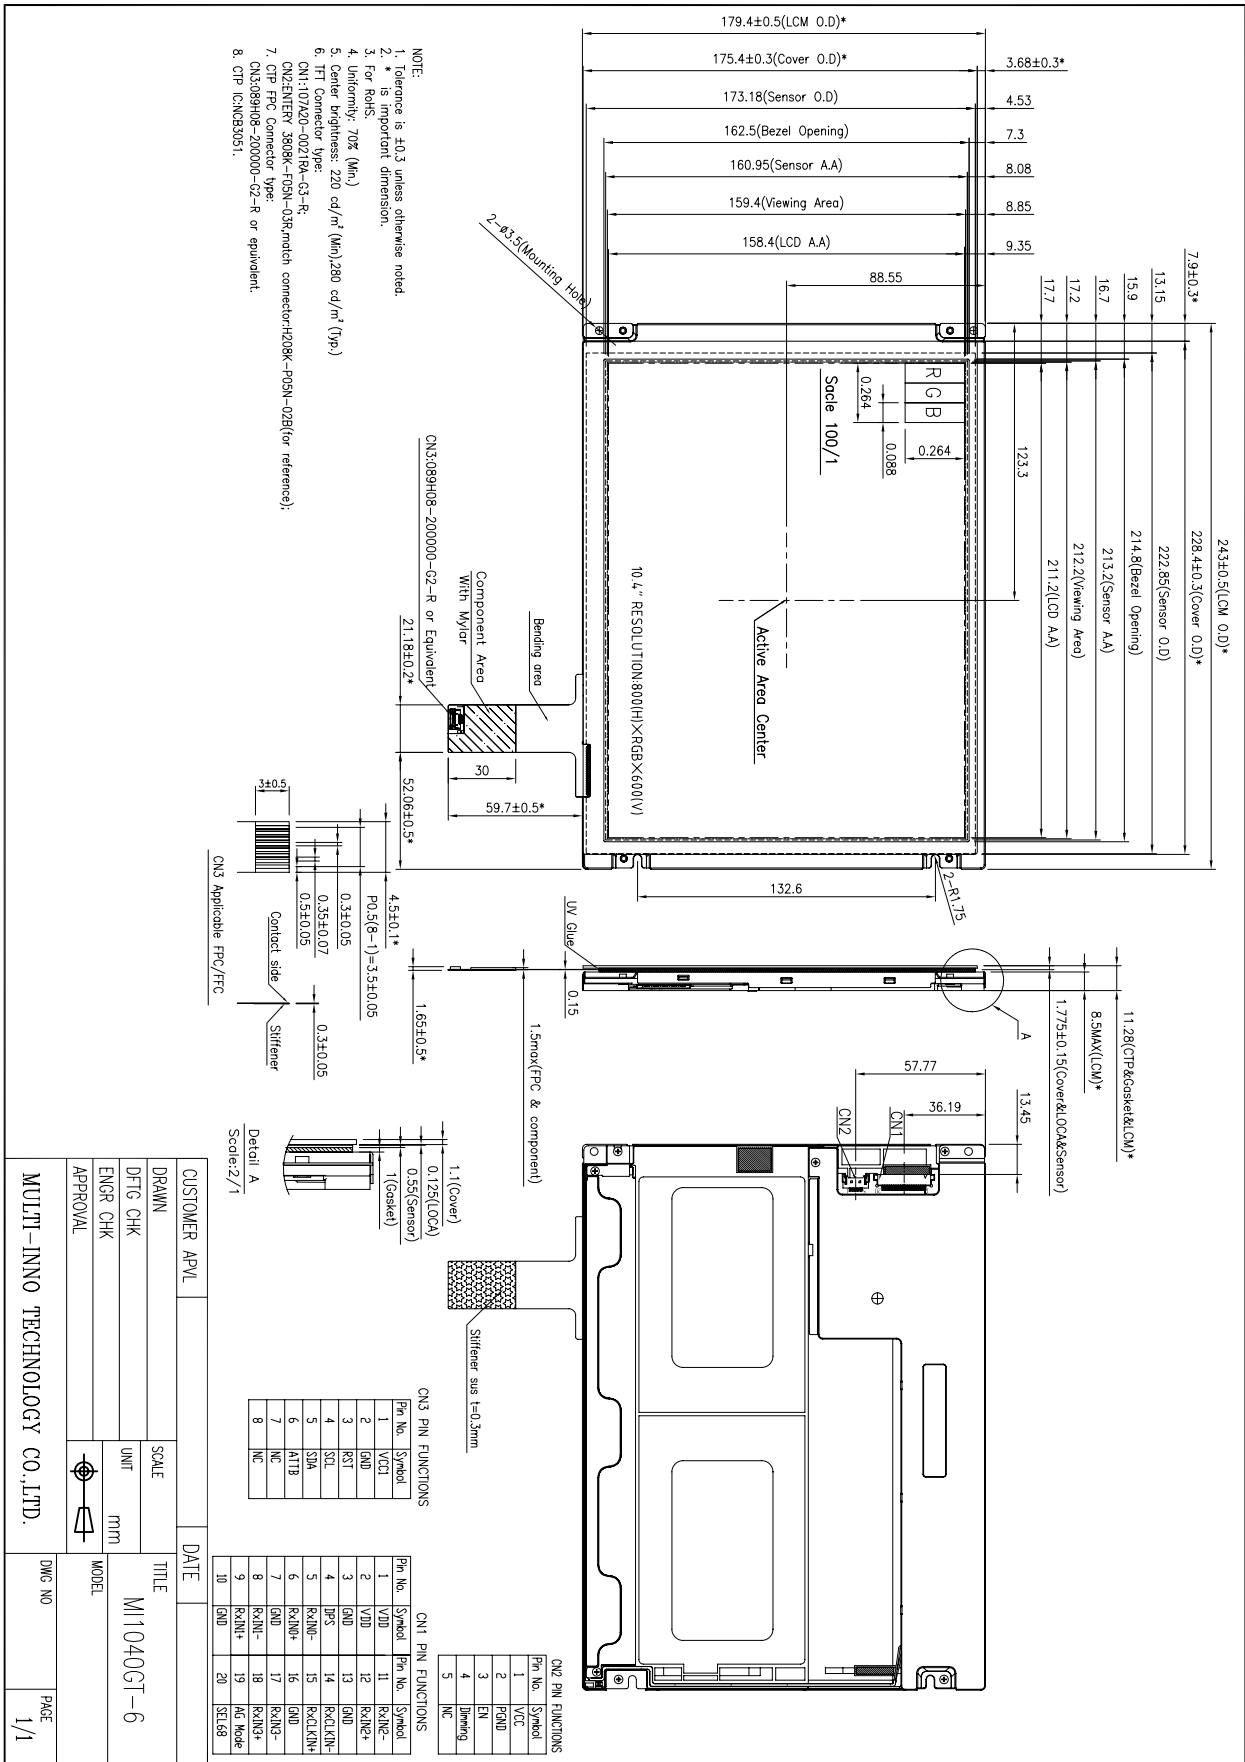 179.4±0.5(LCM O.D)*
175.4±0.3(Cover O.D)*
3.68±0.3*
173.18(Sensor O.D)
4.53
162.5(Bezel Opening)
7.3
160.95(Sensor A.A)
8.08
159.4(Viewing Area)
8.85
158.4(LCD A.A)
9.35
88.55
2-ø3.5(Mounting Hole)
7.9±0.3*
13.15
15.9
16.7
17.2
17.7
243±0.5(LCM O.D)*
228.4±0.3(Cover O.D)*
222.85(Sensor O.D)
214.8(Bezel Opening)
213.2(Sensor A.A)
212.2(Viewing Area)
211.2(LCD A.A)
123.3
R G B
0.264
0.088
0.264
Sacle 100/1
Active Area Center
10.4" RESOLUTION:800(H)XRGBX600(V)
NOTE:
1. Tolerance is ±0.3 unless otherwise noted.
2. * is important dimension.
3. For RoHS.
4. Uniformity: 70% (Min.)
5. Center brightness: 220 cd/m² (Min),280 cd/m² (Typ.)
6. TFT Connector type:
CN1:107A20-0021RA-G3-R;
CN2:ENTERY 3808K-F05N-03R,match connector:H208K-P05N-02B(for reference);
7. CTP FPC Connector type:
CN3:089H08-200000-G2-R or epuivalent.
8. CTP IC:NCB3051.
CN3:089H08-200000-G2-R or Equivalent
Component Area
With Mylar
Bending area
21.18±0.2*
30
59.7±0.5*
52.06±0.5*
132.6
2-R1.75
3±0.5
4.5±0.1*
P0.5(8-1)=3.5±0.05
0.3±0.05
0.35±0.07
0.5±0.05
Contact side
Stiffener
0.3±0.05
CN3 Applicable FPC/FFC
UV Glue
0.15
1.5max(FPC & component)
1.65±0.5*
A
11.28(CTP&Gasket&LCM)*
8.5MAX(LCM)*
1.775±0.15(Cover&LOCA&Sensor)
57.77
36.19
13.45
CN1
CN2
1.1(Cover)
0.125(LOCA)
0.55(Sensor)
1(Gasket)
Detail A
Scale:2/1
Stiffener sus t=0.3mm
CN3 PIN FUNCTIONS
Pin No. Symbol
1 VCC1
2 GND
3 RST
4 SCL
5 SDA
6 ATTB
7 NC
8 NC
CN2 PIN FUNCTIONS
Pin No. Symbol
1 VCC
2 PGND
3 EN
4 Dimming
5 NC
CN1 PIN FUNCTIONS
Pin No. Symbol Pin No. Symbol
1 VDD 11 RxIN2-
2 VDD 12 RxIN2+
3 GND 13 GND
4 DPS 14 RxCLKIN-
5 RxIN0- 15 RxCLKIN+
6 RxIN0+ 16 GND
7 GND 17 RxIN3-
8 RxIN1- 18 RxIN3+
9 RxIN1+ 19 AG Mode
10 GND 20 SEL68
CUSTOMER APVL
DATE
DRAWN
DFTG CHK
ENGR CHK
APPROVAL
SCALE
UNIT
mm
TITLE
MI1040GT-6
MODEL
MULTI-INNO TECHNOLOGY CO.,LTD.
DWG NO
PAGE
1/1